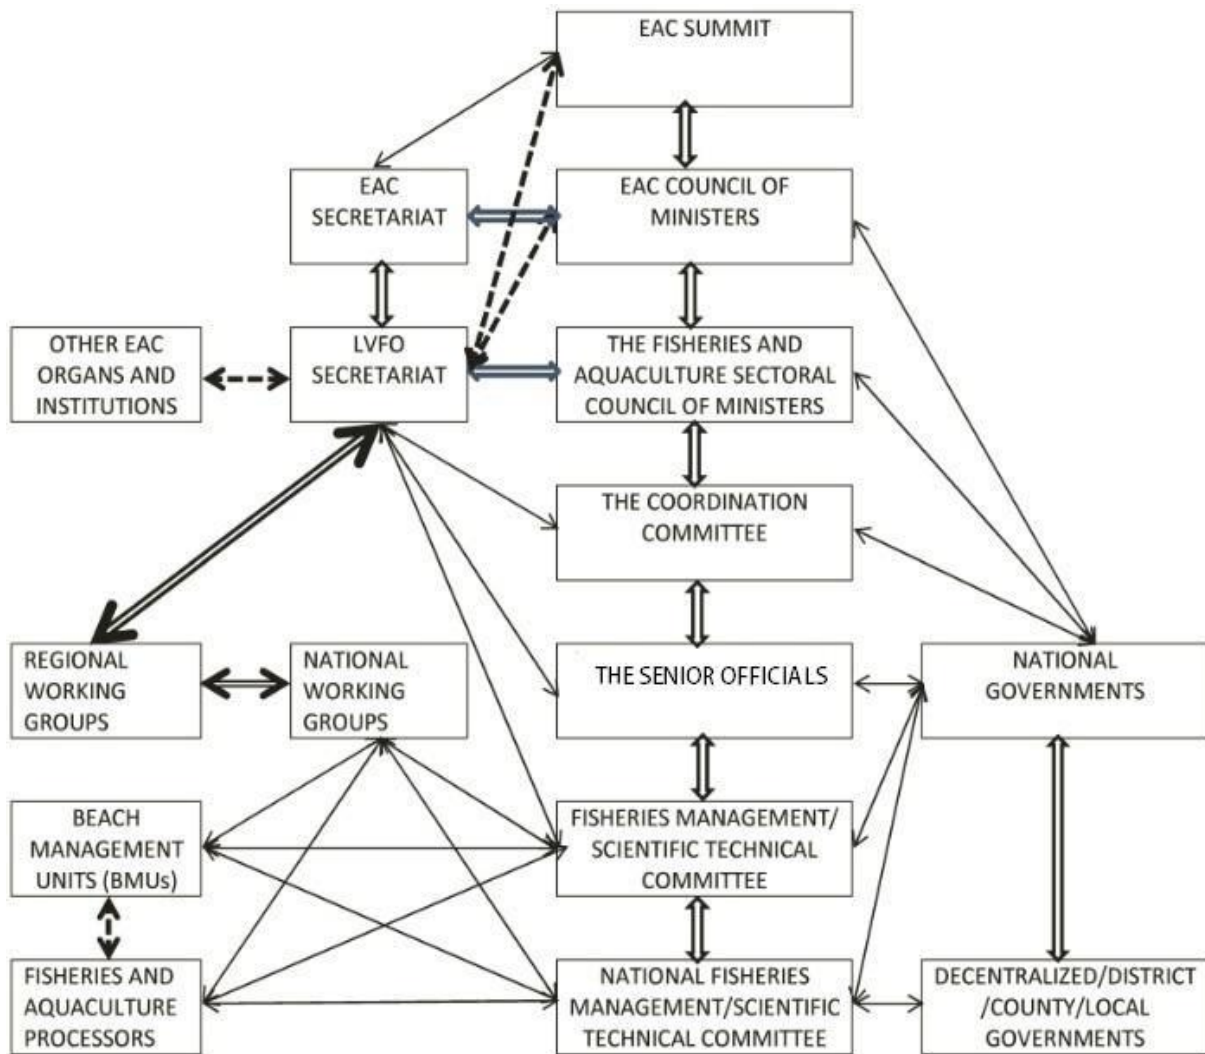 EAC SUMMIT
EAC
SECRETARIAT
EAC COUNCIL OF
MINISTERS
OTHER EAC
ORGANS AND
INSTITUTIONS
LVFO
SECRETARIAT
THE FISHERIES AND
AQUACULTURE SECTORAL
COUNCIL OF MINISTERS
THE COORDINATION
COMMITTEE
REGIONAL
WORKING
GROUPS
NATIONAL
WORKING
GROUPS
THE SENIOR OFFICIALS
NATIONAL
GOVERNMENTS
BEACH
MANAGEMENT
UNITS (BMUs)
FISHERIES MANAGEMENT/
SCIENTIFIC TECHNICAL
COMMITTEE
FISHERIES AND
AQUACULTURE
PROCESSORS
NATIONAL FISHERIES
MANAGEMENT/SCIENTIFIC
TECHNICAL COMMITTEE
DECENTRALIZED/DISTRICT
/COUNTY/LOCAL
GOVERNMENTS